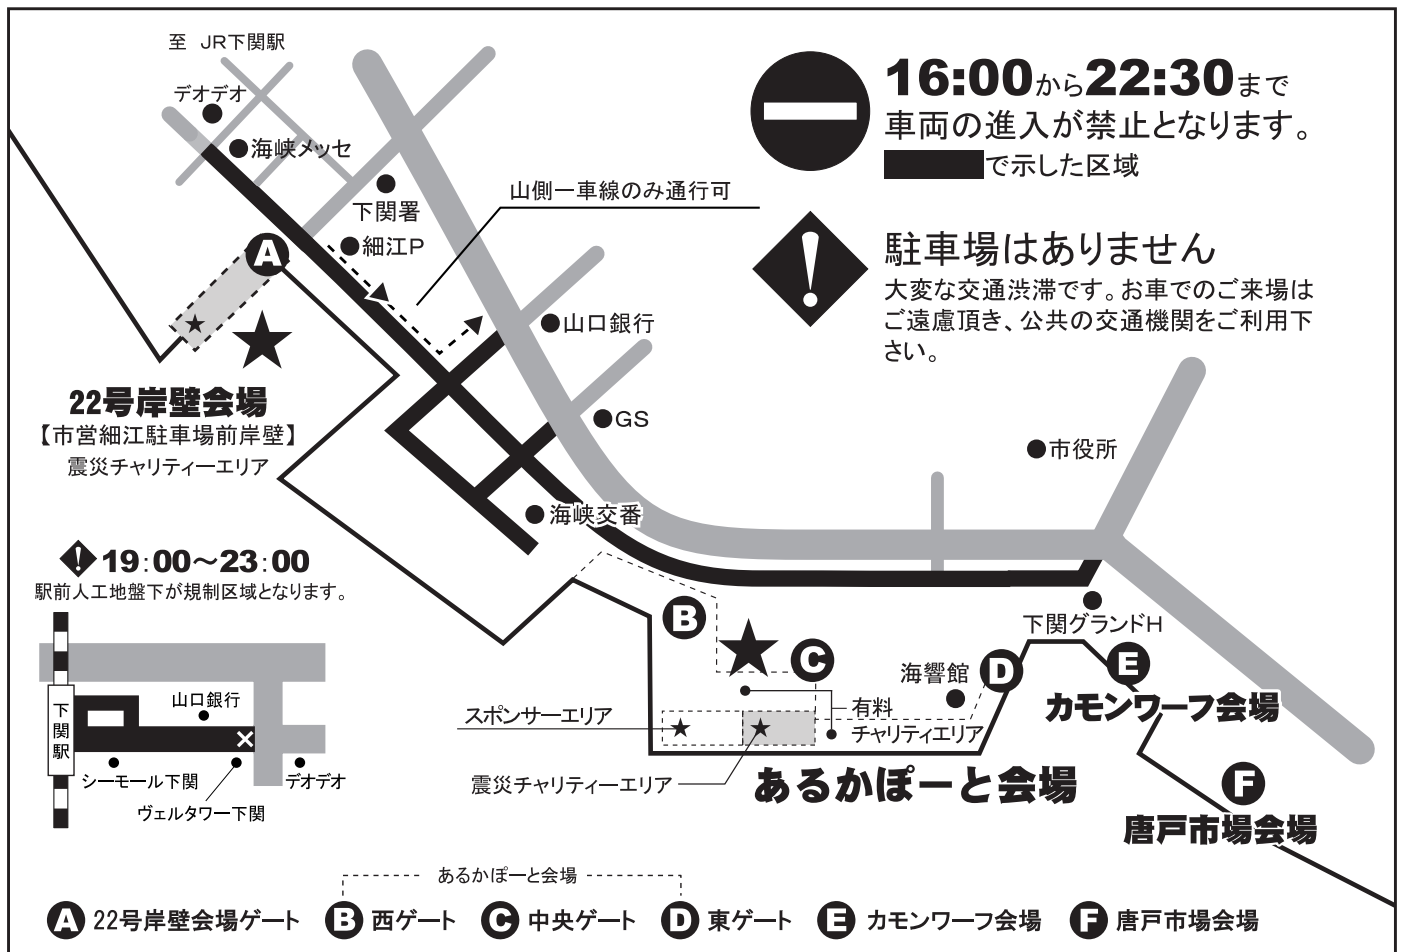 至 JR下関駅
デオデオ
海峡メッセ
下関署
細江P
山側一車線のみ通行可
16:00から22:30まで
車両の進入が禁止となります。
で示した区域
駐車場はありません
大変な交通渋滞です。お車でのご来場は
ご遠慮頂き、公共の交通機関をご利用下
さい。
A
山口銀行
GS
22号岸壁会場
【市営細江駐車場前岸壁】
震災チャリティーエリア
市役所
海峡交番
19:00〜23:00
駅前人工地盤下が規制区域となります。
下関駅
山口銀行
シーモール下関
デオデオ
ヴェルタワー下関
B
C
D
E
下関グランドH
海響館
カモンワーフ会場
スポンサーエリア
有料
チャリティエリア
震災チャリティーエリア
あるかぽーと会場
F
唐戸市場会場
あるかぽーと会場
A 22号岸壁会場ゲート B 西ゲート C 中央ゲート D 東ゲート E カモンワーフ会場 F 唐戸市場会場